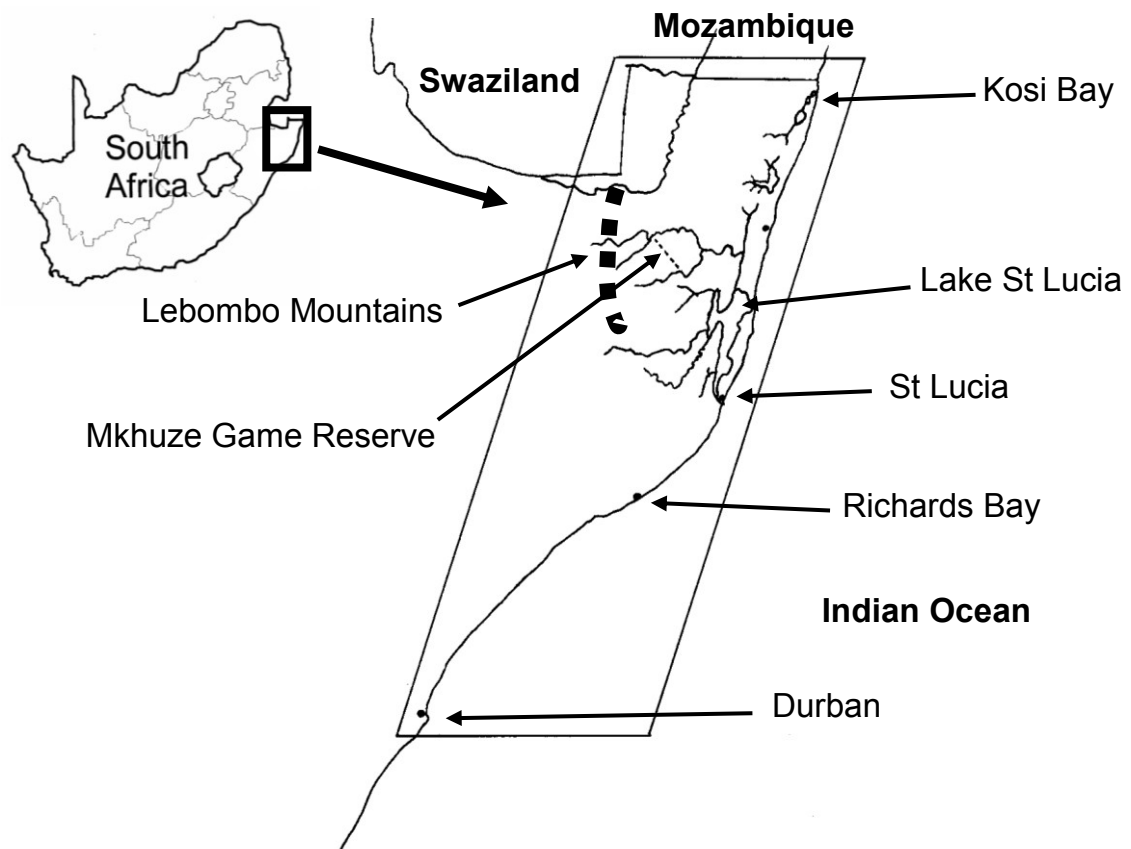 Mozambique
Swaziland
Kosi Bay
South
Africa
Lake St Lucia
Lebombo Mountains
St Lucia
Mkhuze Game Reserve
Richards Bay
Indian Ocean
Durban